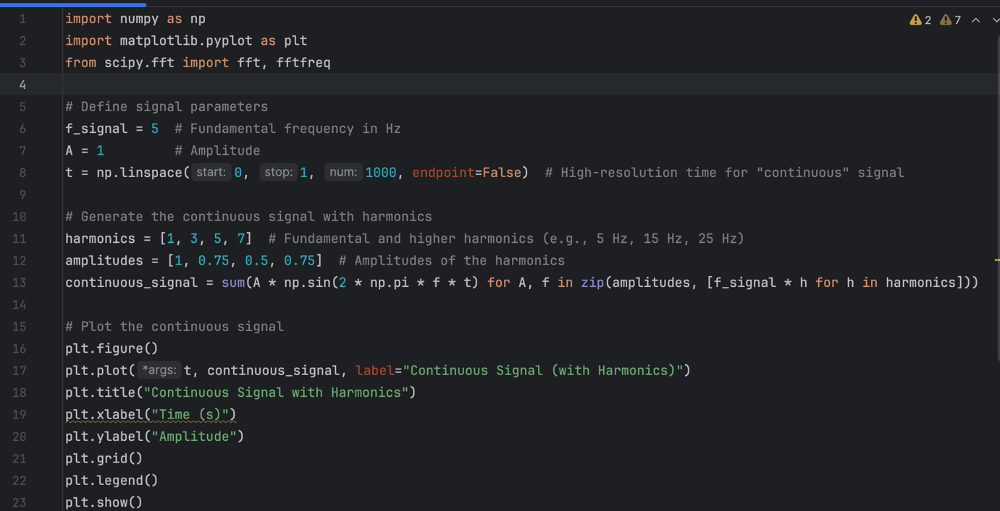 1 import numpy as np
2 import matplotlib.pyplot as plt
3 from scipy.fft import fft, fftfreq
4
5 # Define signal parameters
6 f_signal = 5  # Fundamental frequency in Hz
7 A = 1         # Amplitude
8 t = np.linspace( start: 0,  stop: 1,  num: 1000, endpoint=False)  # High-resolution time for "continuous" signal
9
10 # Generate the continuous signal with harmonics
11 harmonics = [1, 3, 5, 7]  # Fundamental and higher harmonics (e.g., 5 Hz, 15 Hz, 25 Hz)
12 amplitudes = [1, 0.75, 0.5, 0.75]  # Amplitudes of the harmonics
13 continuous_signal = sum(A * np.sin(2 * np.pi * f * t) for A, f in zip(amplitudes, [f_signal * h for h in harmonics]))
14
15 # Plot the continuous signal
16 plt.figure()
17 plt.plot( *args: t, continuous_signal, label="Continuous Signal (with Harmonics)")
18 plt.title("Continuous Signal with Harmonics")
19 plt.xlabel("Time (s)")
20 plt.ylabel("Amplitude")
21 plt.grid()
22 plt.legend()
23 plt.show()
2 7